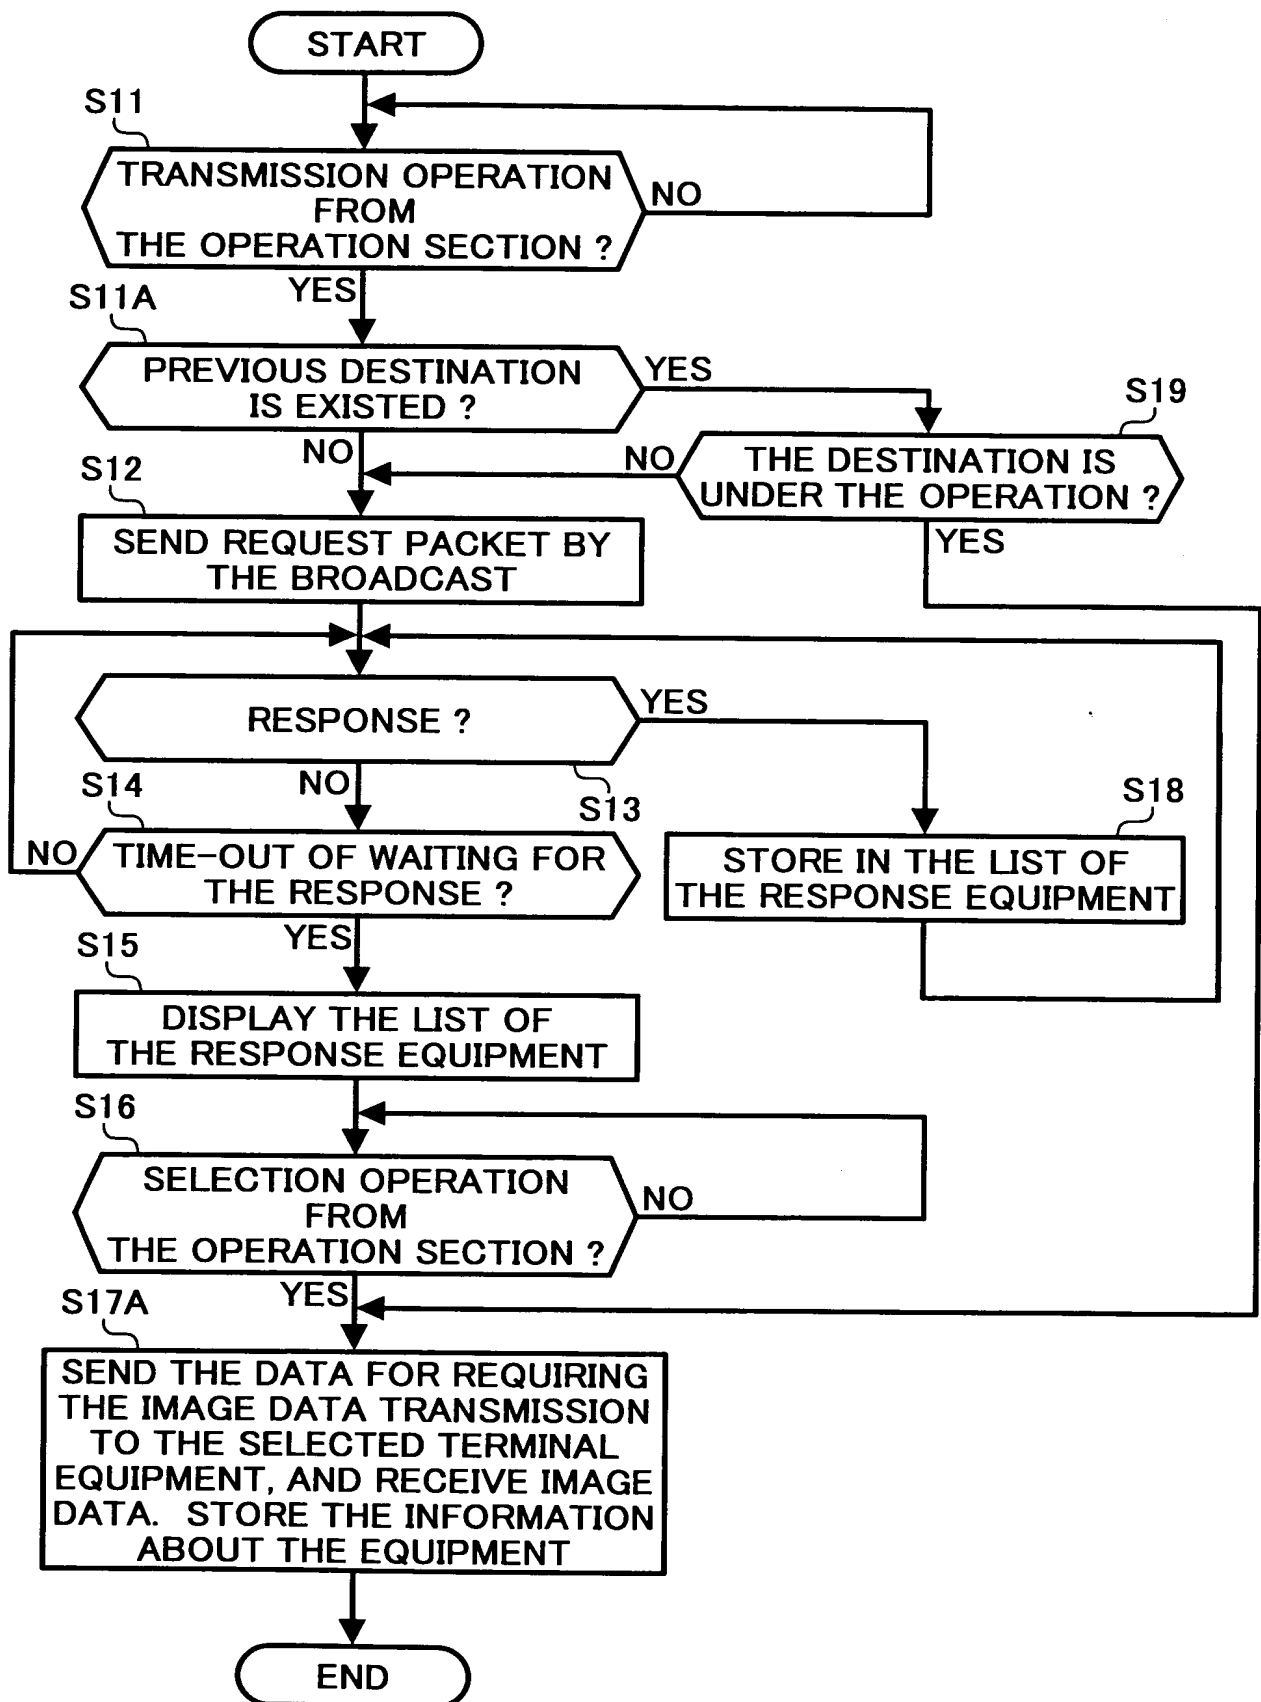 START
S11
TRANSMISSION OPERATION
FROM
THE OPERATION SECTION ?
NO
YES
S11A
PREVIOUS DESTINATION
IS EXISTED ?
YES
NO
S19
THE DESTINATION IS
UNDER THE OPERATION ?
NO
YES
S12
SEND REQUEST PACKET BY
THE BROADCAST
RESPONSE ?
YES
NO
S13
S14
TIME-OUT OF WAITING FOR
THE RESPONSE ?
NO
YES
S18
STORE IN THE LIST OF
THE RESPONSE EQUIPMENT
S15
DISPLAY THE LIST OF
THE RESPONSE EQUIPMENT
S16
SELECTION OPERATION
FROM
THE OPERATION SECTION ?
NO
YES
S17A
SEND THE DATA FOR REQUIRING
THE IMAGE DATA TRANSMISSION
TO THE SELECTED TERMINAL
EQUIPMENT, AND RECEIVE IMAGE
DATA. STORE THE INFORMATION
ABOUT THE EQUIPMENT
END